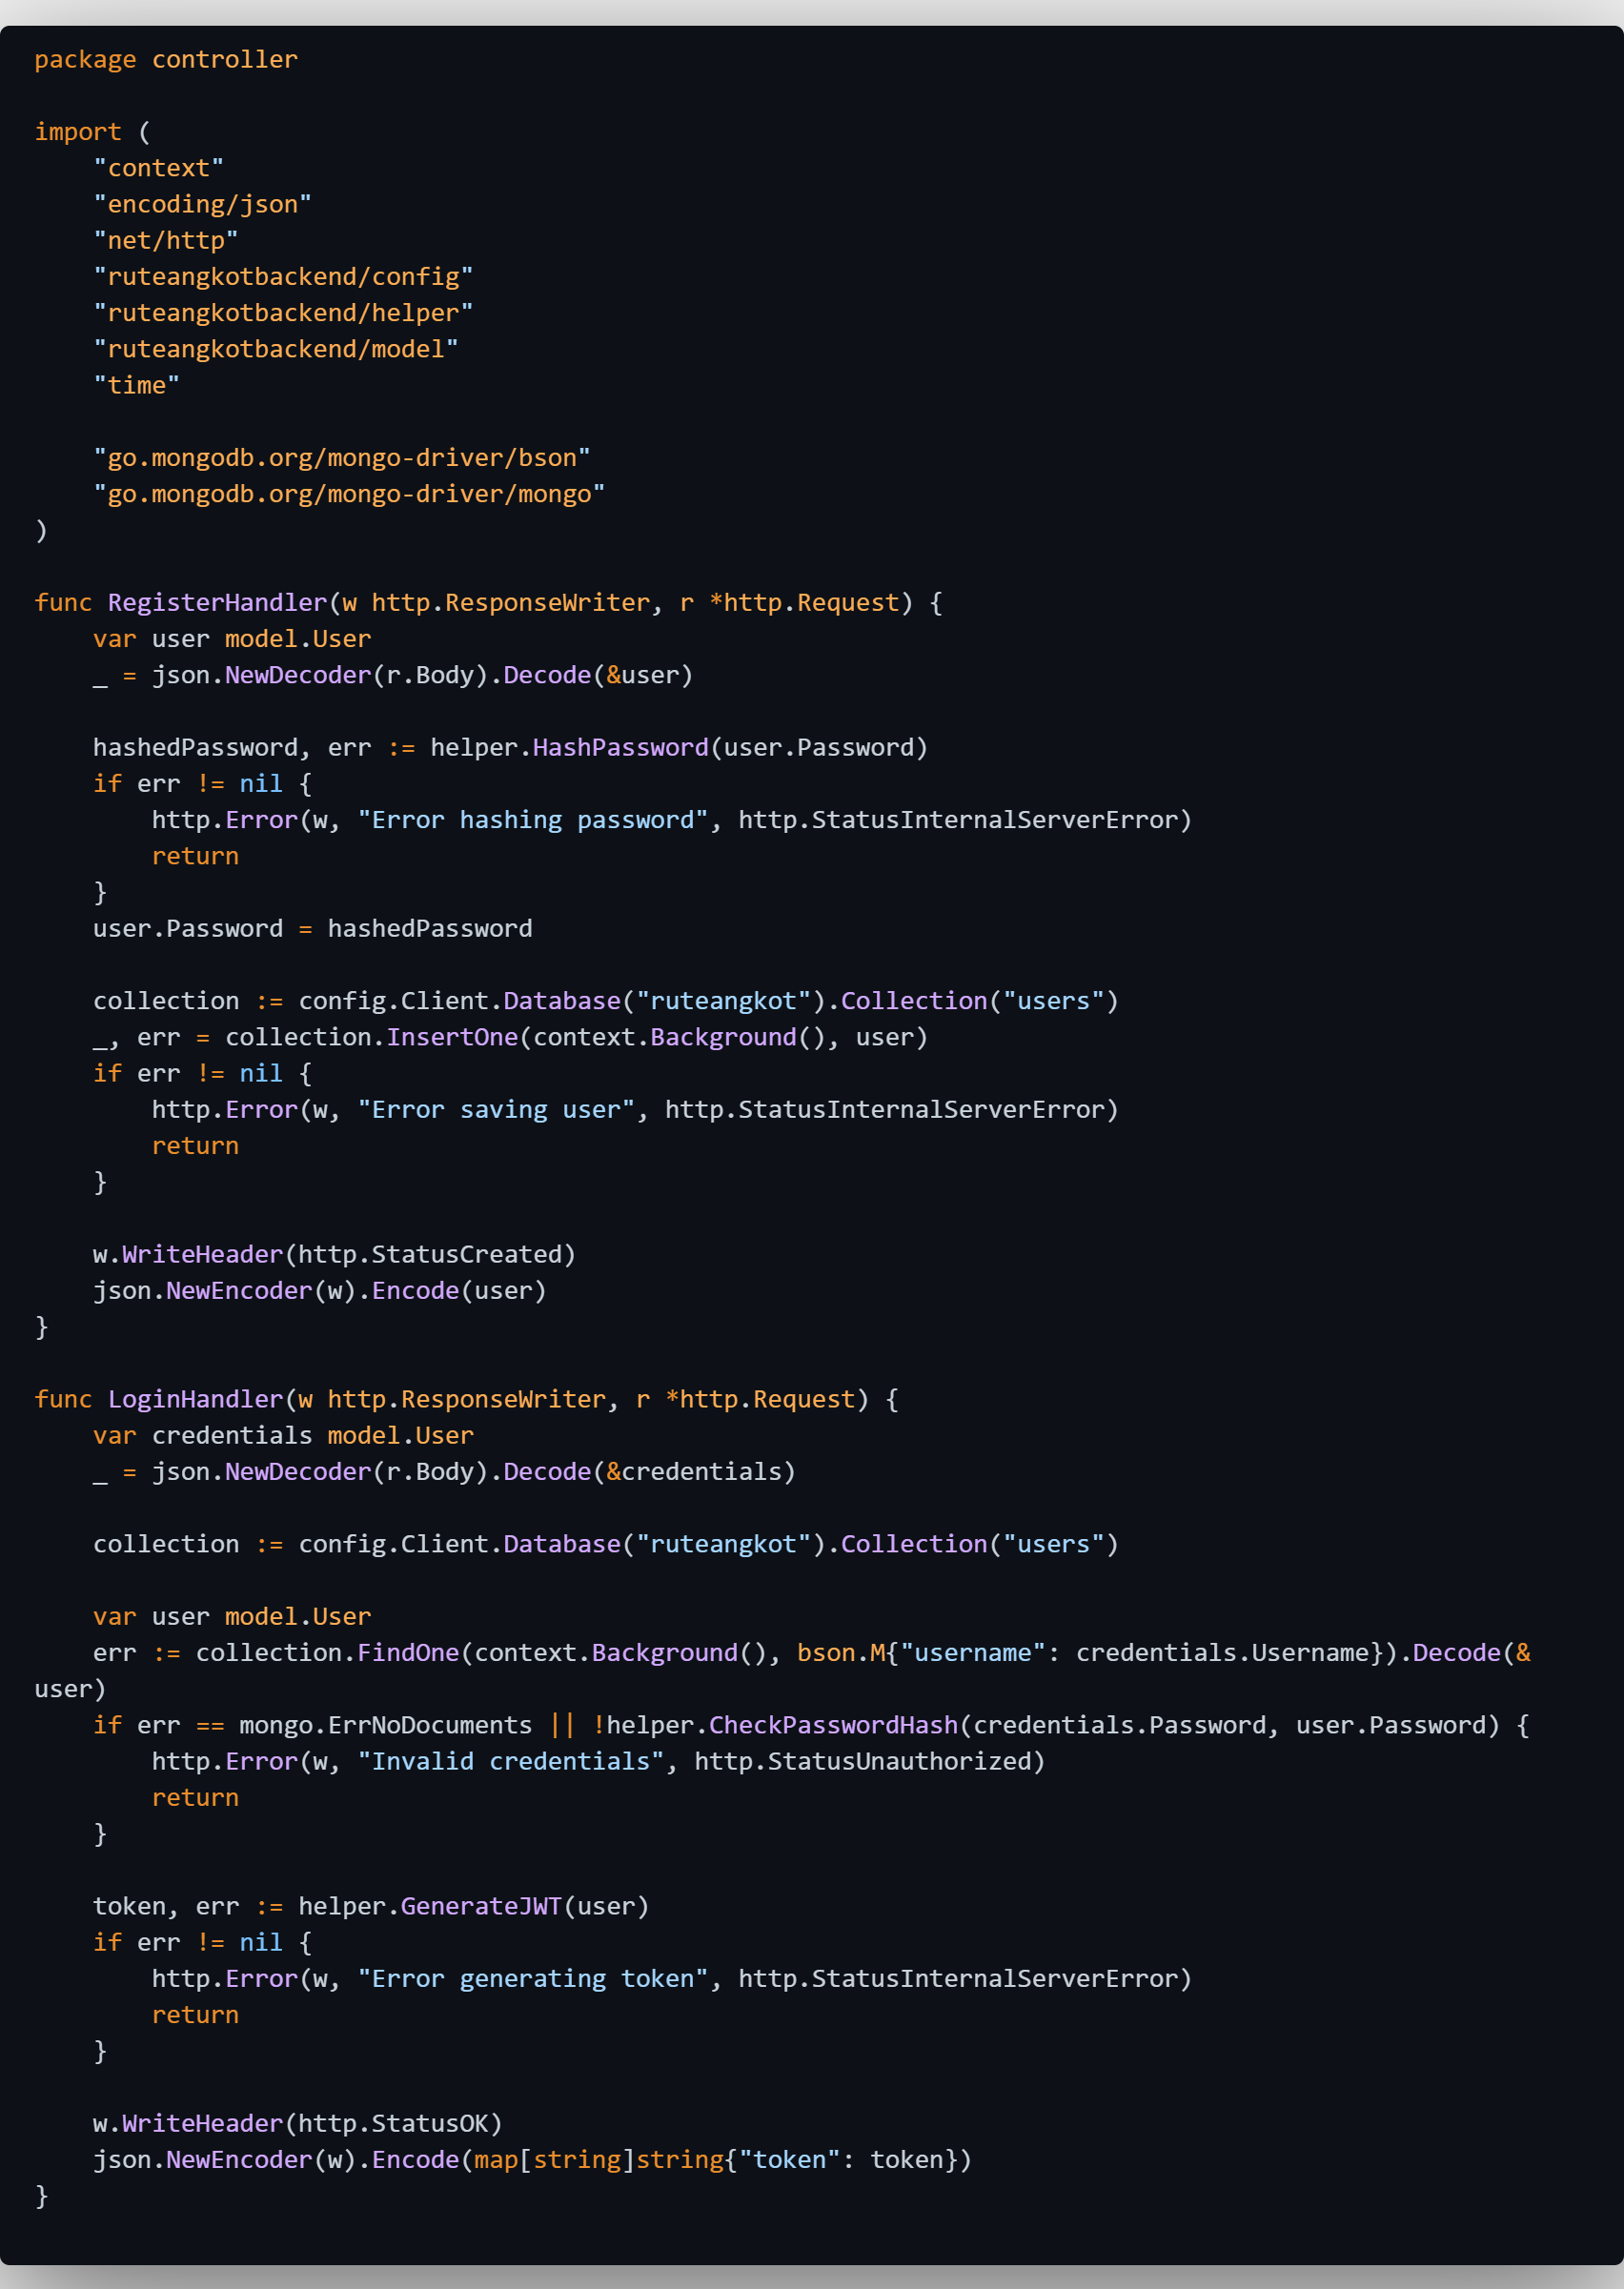 package controller

import (
    "context"
    "encoding/json"
    "net/http"
    "ruteangkotbackend/config"
    "ruteangkotbackend/helper"
    "ruteangkotbackend/model"
    "time"

    "go.mongodb.org/mongo-driver/bson"
    "go.mongodb.org/mongo-driver/mongo"
)

func RegisterHandler(w http.ResponseWriter, r *http.Request) {
    var user model.User
    _ = json.NewDecoder(r.Body).Decode(&user)

    hashedPassword, err := helper.HashPassword(user.Password)
    if err != nil {
        http.Error(w, "Error hashing password", http.StatusInternalServerError)
        return
    }
    user.Password = hashedPassword

    collection := config.Client.Database("ruteangkot").Collection("users")
    _, err = collection.InsertOne(context.Background(), user)
    if err != nil {
        http.Error(w, "Error saving user", http.StatusInternalServerError)
        return
    }

    w.WriteHeader(http.StatusCreated)
    json.NewEncoder(w).Encode(user)
}

func LoginHandler(w http.ResponseWriter, r *http.Request) {
    var credentials model.User
    _ = json.NewDecoder(r.Body).Decode(&credentials)

    collection := config.Client.Database("ruteangkot").Collection("users")

    var user model.User
    err := collection.FindOne(context.Background(), bson.M{"username": credentials.Username}).Decode(&
user)
    if err == mongo.ErrNoDocuments || !helper.CheckPasswordHash(credentials.Password, user.Password) {
        http.Error(w, "Invalid credentials", http.StatusUnauthorized)
        return
    }

    token, err := helper.GenerateJWT(user)
    if err != nil {
        http.Error(w, "Error generating token", http.StatusInternalServerError)
        return
    }

    w.WriteHeader(http.StatusOK)
    json.NewEncoder(w).Encode(map[string]string{"token": token})
}